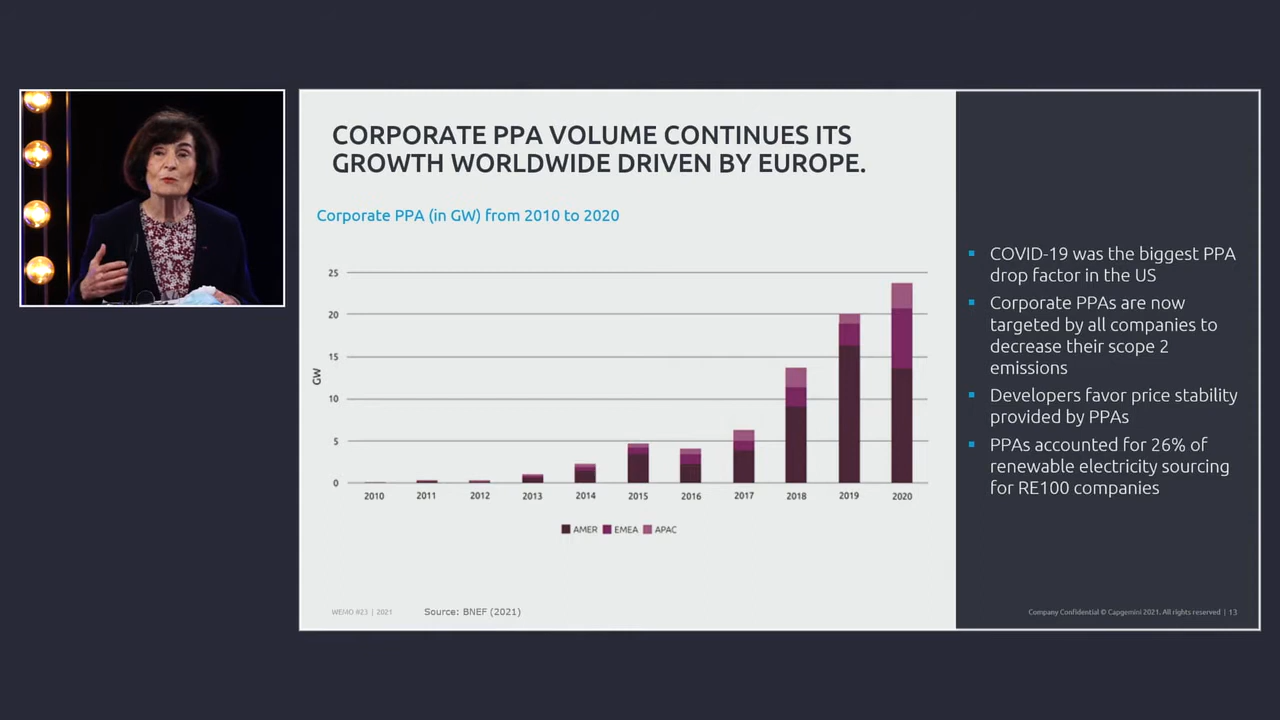 CORPORATE PPA VOLUME CONTINUES ITS
GROWTH WORLDWIDE DRIVEN BY EUROPE.
Corporate PPA (in GW) from 2010 to 2020
GW
25
20
15
10
5
0
2010 2011 2012 2013 2014 2015 2016 2017 2018 2019 2020
AMER EMEA APAC
WEMO #23 | 2021
Source: BNEF (2021)
COVID-19 was the biggest PPA
drop factor in the US
Corporate PPAs are now
targeted by all companies to
decrease their scope 2
emissions
Developers favor price stability
provided by PPAs
PPAs accounted for 26% of
renewable electricity sourcing
for RE100 companies
Company Confidential © Capgemini 2021. All rights reserved | 13